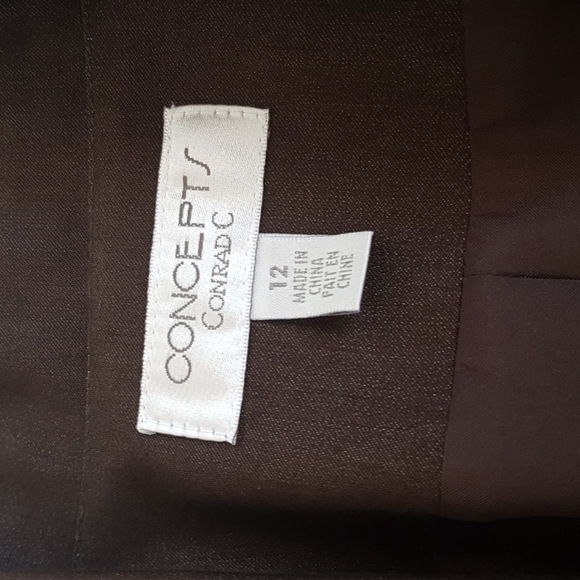 CONCEPTS
CONRAD C
12
MADE IN
CHINA
FAIT EN
CHINE